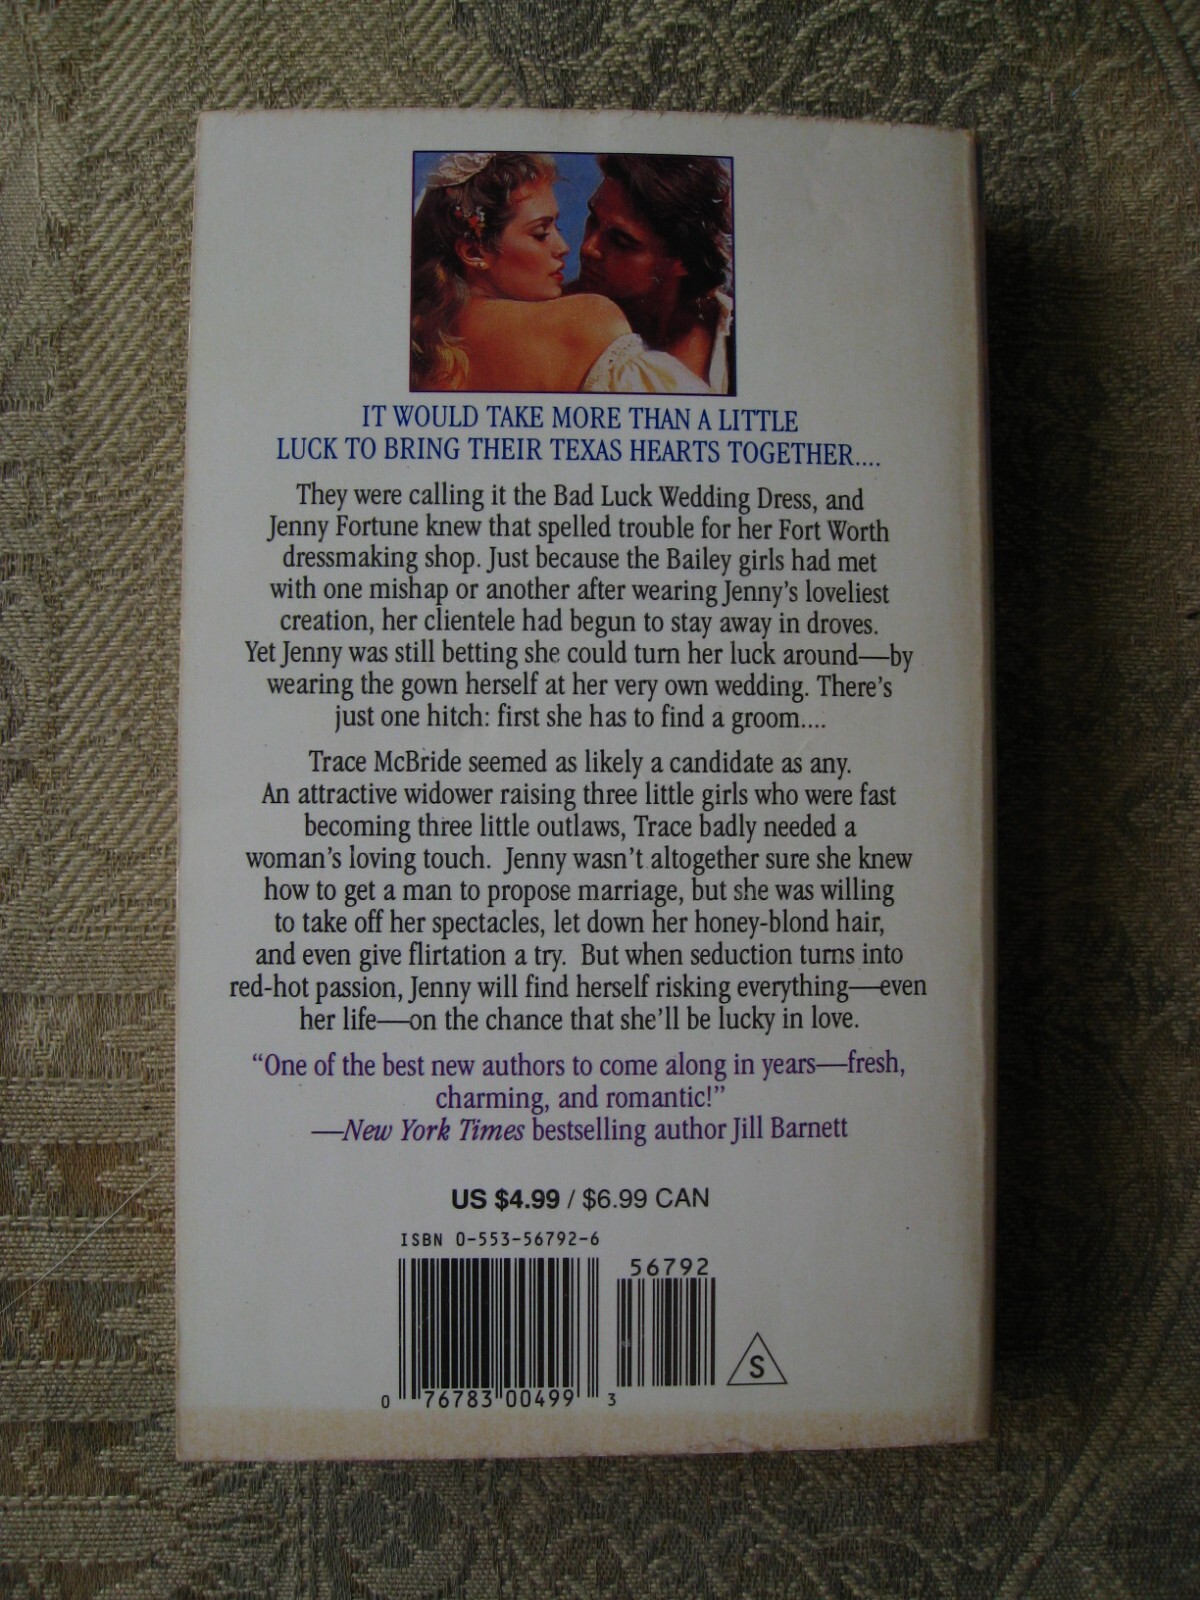 IT WOULD TAKE MORE THAN A LITTLE
LUCK TO BRING THEIR TEXAS HEARTS TOGETHER....
They were calling it the Bad Luck Wedding Dress, and
Jenny Fortune knew that spelled trouble for her Fort Worth
dressmaking shop. Just because the Bailey girls had met
with one mishap or another after wearing Jenny's loveliest
creation, her clientele had begun to stay away in droves.
Yet Jenny was still betting she could turn her luck around—by
wearing the gown herself at her very own wedding. There's
just one hitch: first she has to find a groom....
Trace McBride seemed as likely a candidate as any.
An attractive widower raising three little girls who were fast
becoming three little outlaws, Trace badly needed a
woman's loving touch. Jenny wasn't altogether sure she knew
how to get a man to propose marriage, but she was willing
to take off her spectacles, let down her honey-blond hair,
and even give flirtation a try. But when seduction turns into
red-hot passion, Jenny will find herself risking everything—even
her life—on the chance that she'll be lucky in love.
“One of the best new authors to come along in years—fresh,
charming, and romantic!”
—New York Times bestselling author Jill Barnett
US $4.99 / $6.99 CAN
ISBN 0-553-56792-6
56792
S
0 76783 00499 3